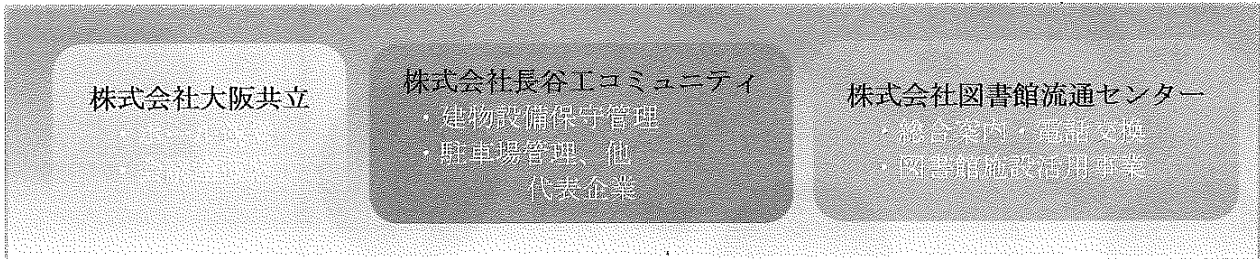 株式会社大阪共立
株式会社長谷工コミュニティ
・建物設備保守管理
・駐車場管理、他
代表企業
株式会社図書館流通センター
・総合案内・電話交換
・図書館施設活用事業